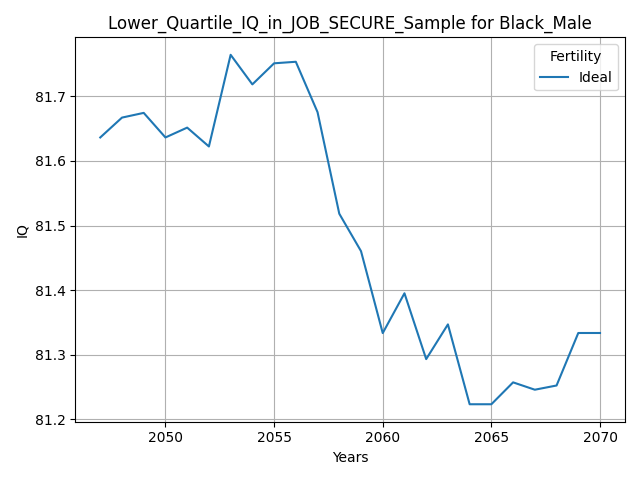 Lower_Quartile_IQ_in_JOB_SECURE_Sample for Black_Male
Fertility
Ideal
81.7
81.6
81.5
81.4
81.3
81.2
IQ
2050 2055 2060 2065 2070
Years